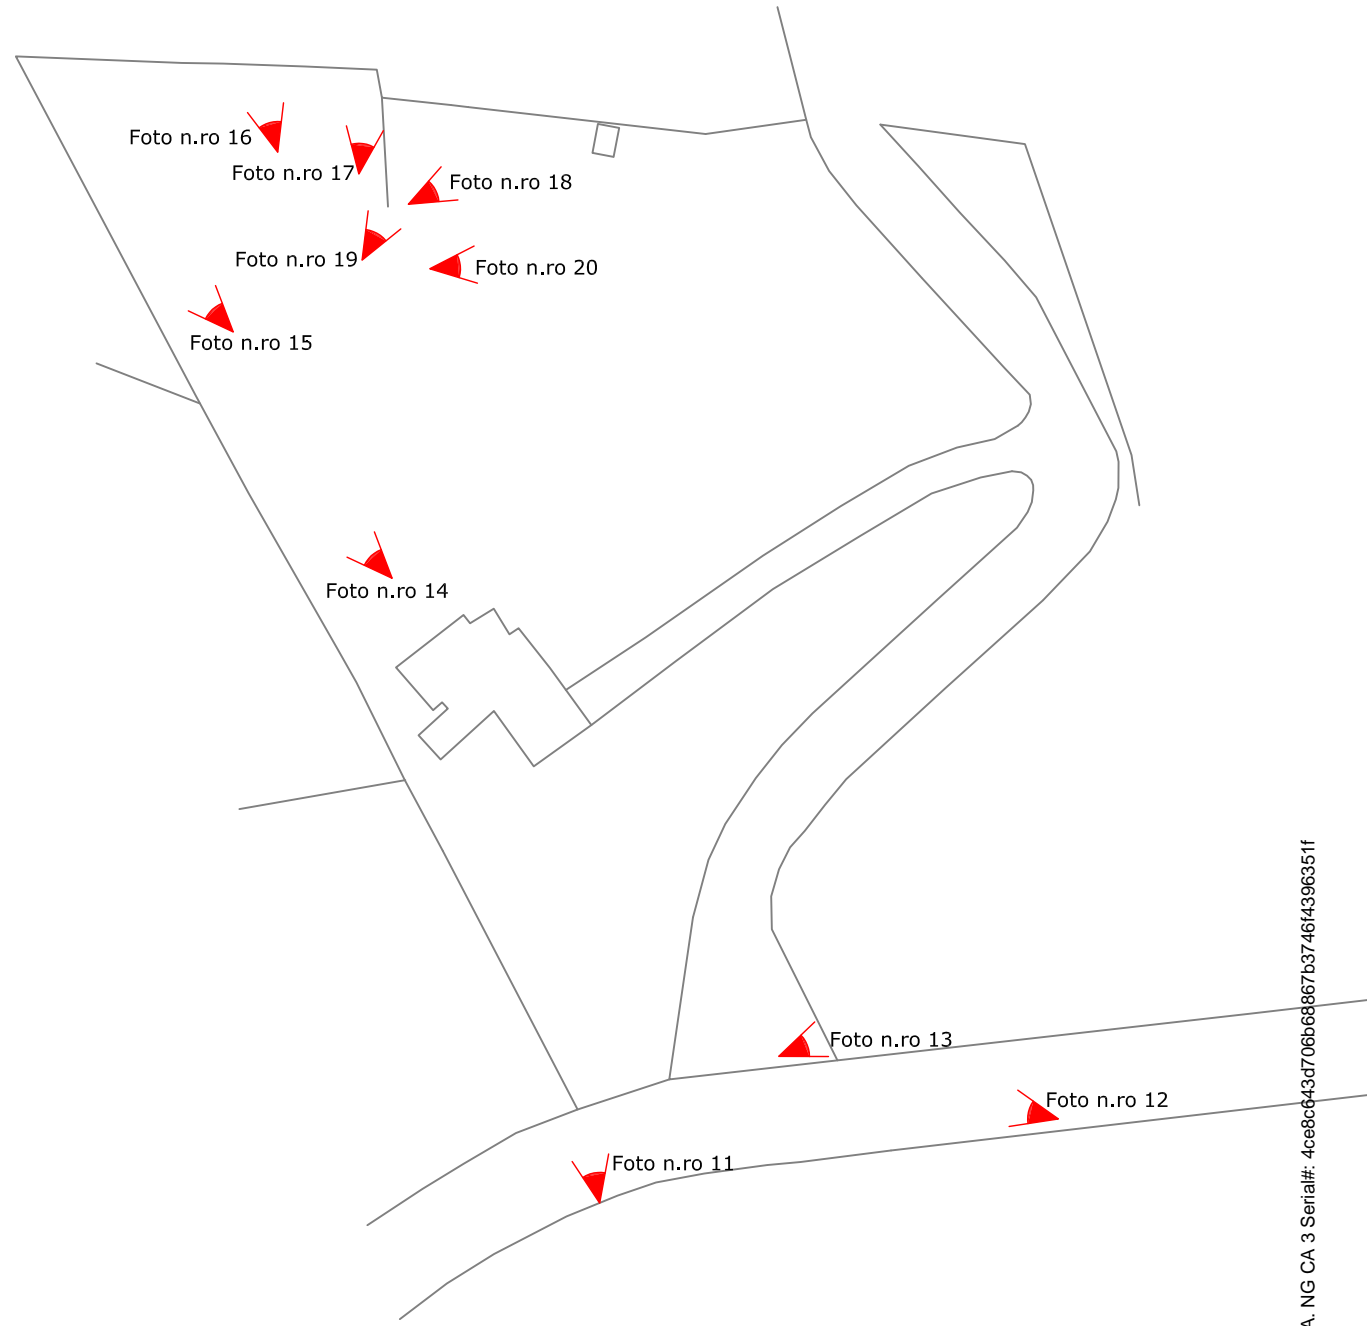 Foto n.ro 16
Foto n.ro 17
Foto n.ro 18
Foto n.ro 19
Foto n.ro 20
Foto n.ro 15
Foto n.ro 14
Foto n.ro 13
Foto n.ro 12
Foto n.ro 11
A. NG CA 3 Serial#: 4ce8c643d706b68867b3746f4396351f